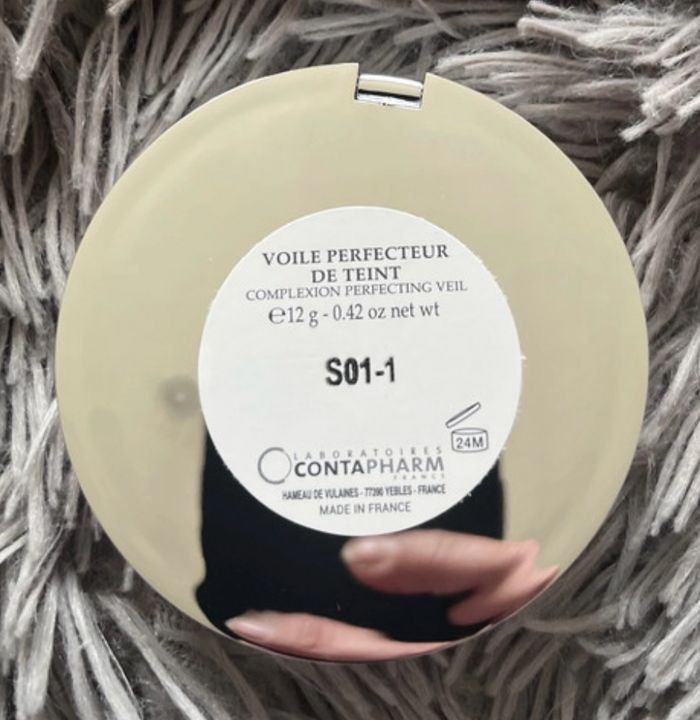 VOILE PERFECTEUR
DE TEINT
COMPLEXION PERFECTING VEIL
℮12 g - 0.42 oz net wt
S01-1
24M
LABORATOIRES
CONTAPHARM
FRANCE
HAMEAU DE VULAINES - 77390 YEBLES - FRANCE
MADE IN FRANCE